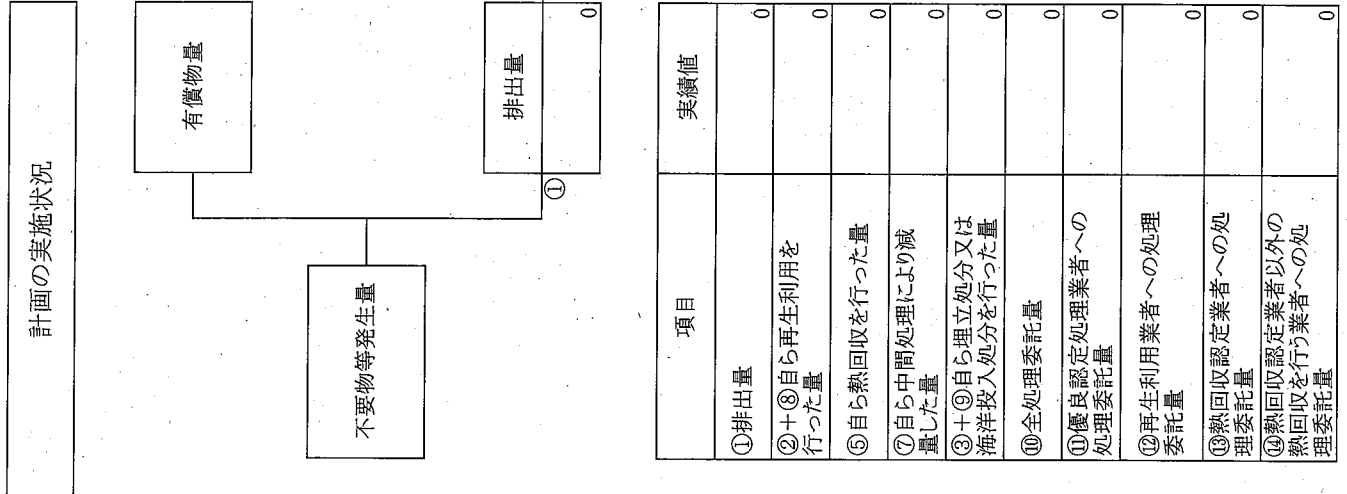 計画の実施状況
有償物量
不要物等発生量
排出量
①
0
項目
実績値
①排出量
0
②+⑧自ら再生利用を
行った量
0
⑤自ら熱回収を行った量
0
⑦自ら中間処理により減
量した量
0
③+⑨自ら埋立処分又は
海洋投入処分を行った量
0
⑩全処理委託量
0
⑪優良認定処理業者への
処理委託量
0
⑫再生利用業者への処理
委託量
0
⑬熱回収認定業者への処
理委託量
0
⑭熱回収認定業者以外の
熱回収を行う業者への処
理委託量
0